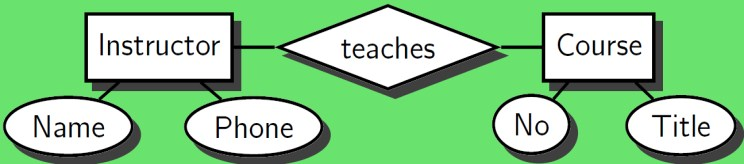 Instructor
teaches
Course
Name
Phone
No
Title